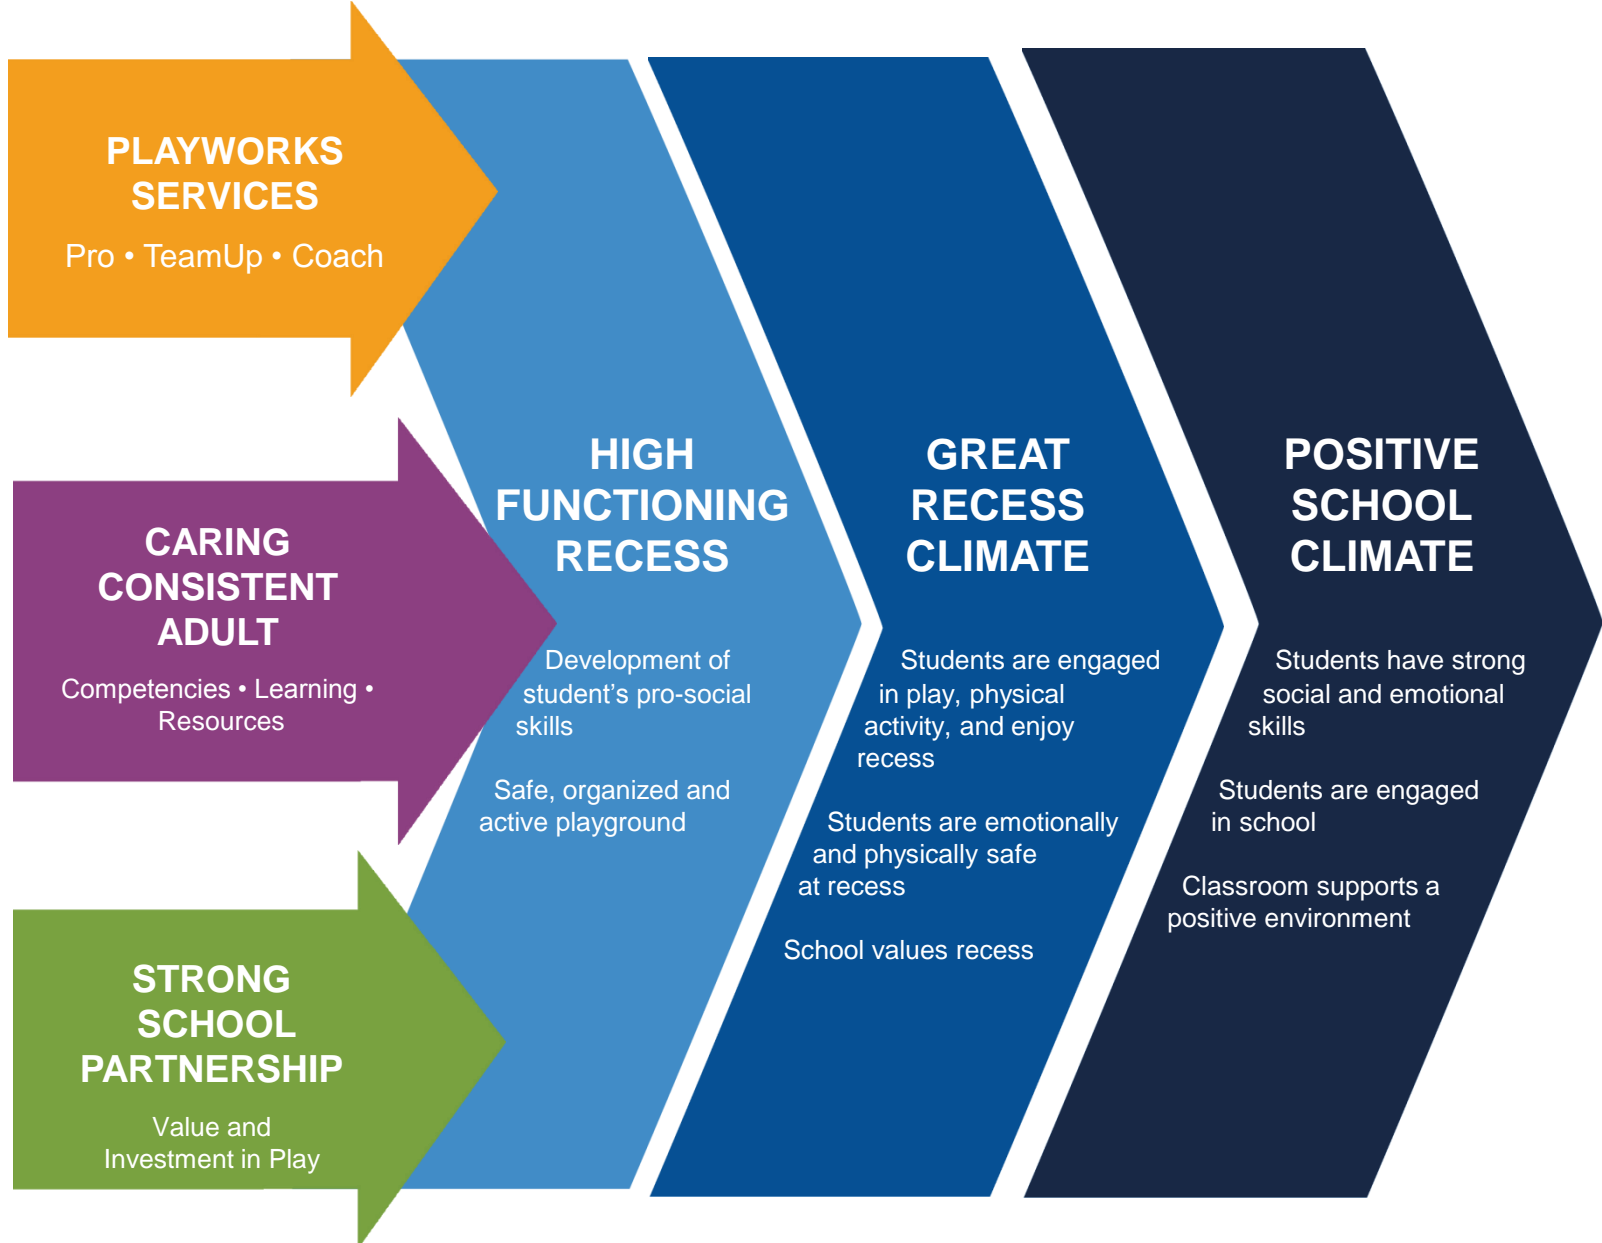 PLAYWORKS
SERVICES
Pro • TeamUp • Coach
CARING
CONSISTENT
ADULT
Competencies • Learning •
Resources
STRONG
SCHOOL
PARTNERSHIP
Value and
Investment in Play
HIGH
FUNCTIONING
RECESS
Development of
student’s pro-social
skills
Safe, organized and
active playground
GREAT
RECESS
CLIMATE
Students are engaged
in play, physical
activity, and enjoy
recess
Students are emotionally
and physically safe
at recess
School values recess
POSITIVE
SCHOOL
CLIMATE
Students have strong
social and emotional
skills
Students are engaged
in school
Classroom supports a
positive environment